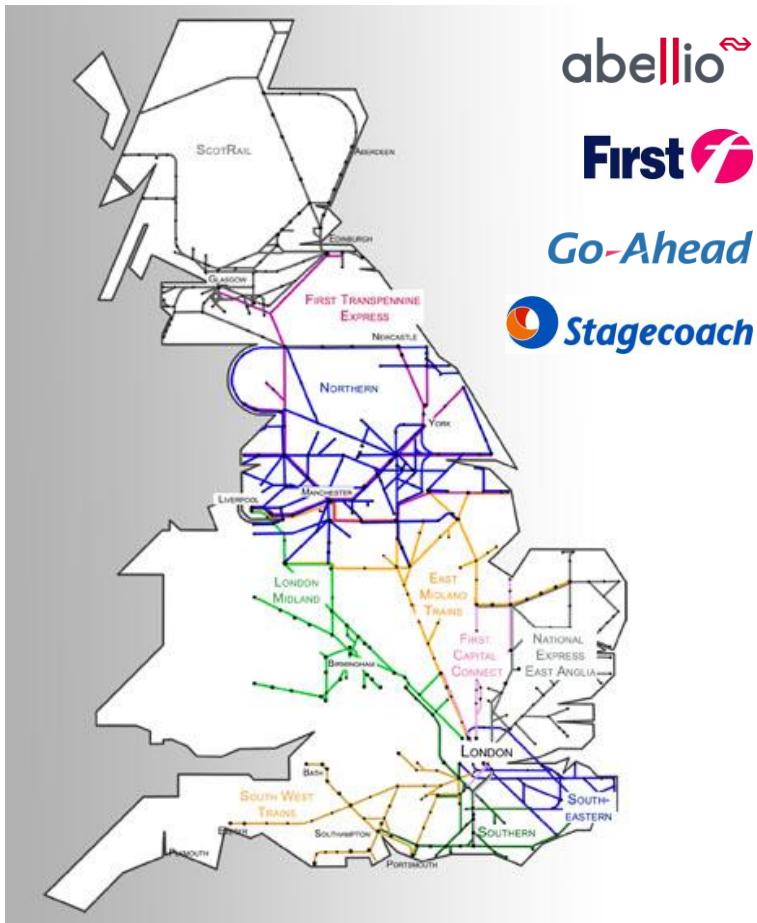 abellio
First
Go-Ahead
Stagecoach
ScotRail
Aberdeen
Edinburgh
Glasgow
First Transpennine
Express
Newcastle
Northern
York
Manchester
Liverpool
London
Midland
East
Midland
Trains
Birmingham
First
Capital
Connect
National
Express
East Anglia
London
Bath
South West
Trains
Exeter
Plymouth
Southampton
Portsmouth
Southern
South-
eastern